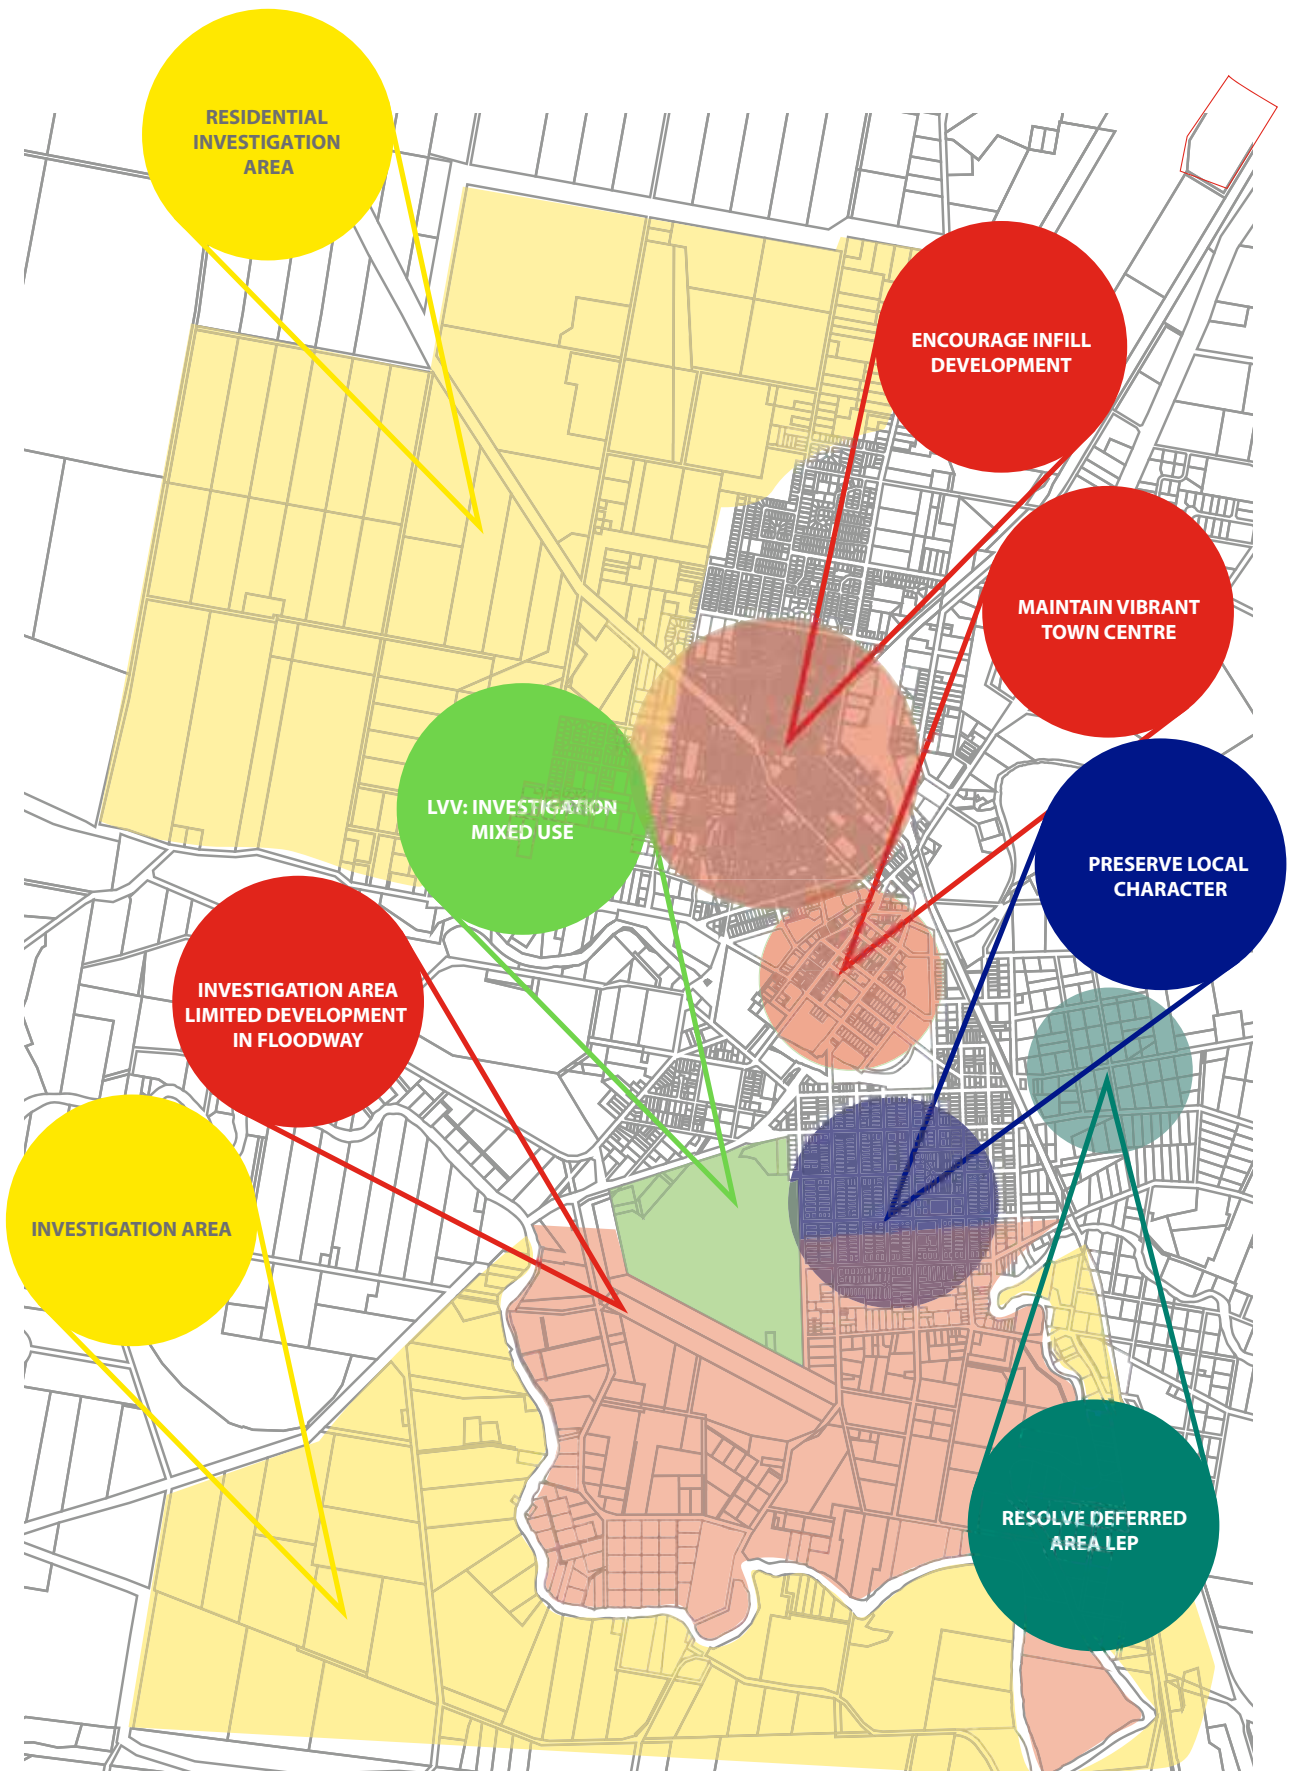 RESIDENTIAL
INVESTIGATION
AREA
ENCOURAGE INFILL
DEVELOPMENT
MAINTAIN VIBRANT
TOWN CENTRE
LVV: INVESTIGATION
MIXED USE
PRESERVE LOCAL
CHARACTER
INVESTIGATION AREA
LIMITED DEVELOPMENT
IN FLOODWAY
INVESTIGATION AREA
RESOLVE DEFERRED
AREA LEP